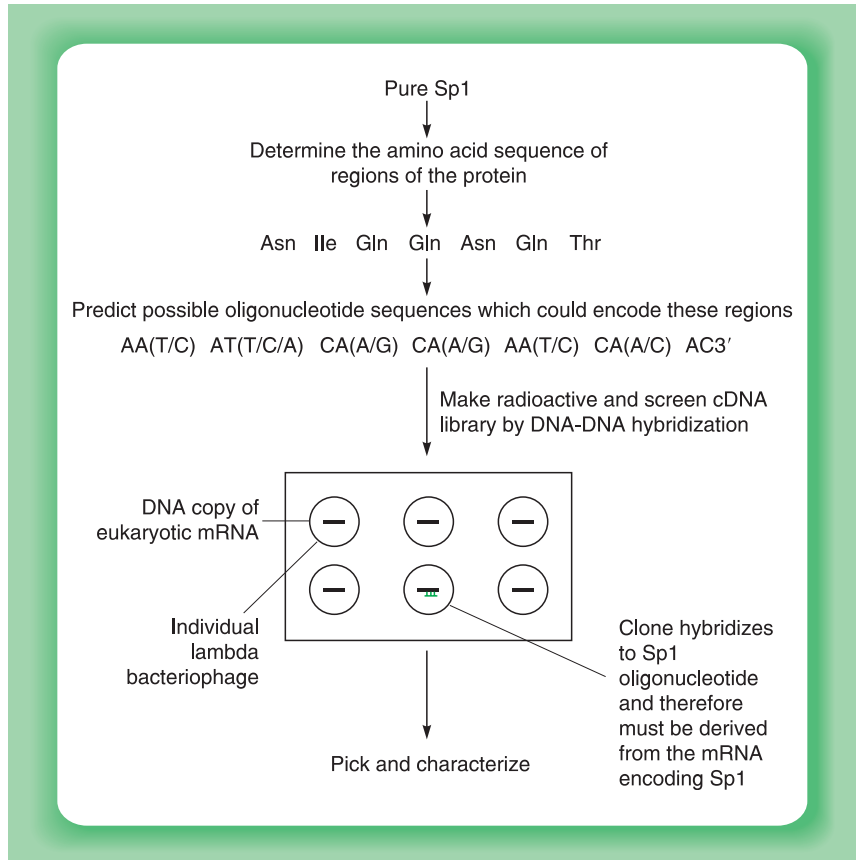 Pure Sp1
Determine the amino acid sequence of
regions of the protein
Asn Ile Gln Gln Asn Gln Thr
Predict possible oligonucleotide sequences which could encode these regions
AA(T/C) AT(T/C/A) CA(A/G) CA(A/G) AA(T/C) CA(A/C) AC3′
Make radioactive and screen cDNA
library by DNA-DNA hybridization
DNA copy of
eukaryotic mRNA
Individual
lambda
bacteriophage
Clone hybridizes
to Sp1
oligonucleotide
and therefore
must be derived
from the mRNA
encoding Sp1
Pick and characterize